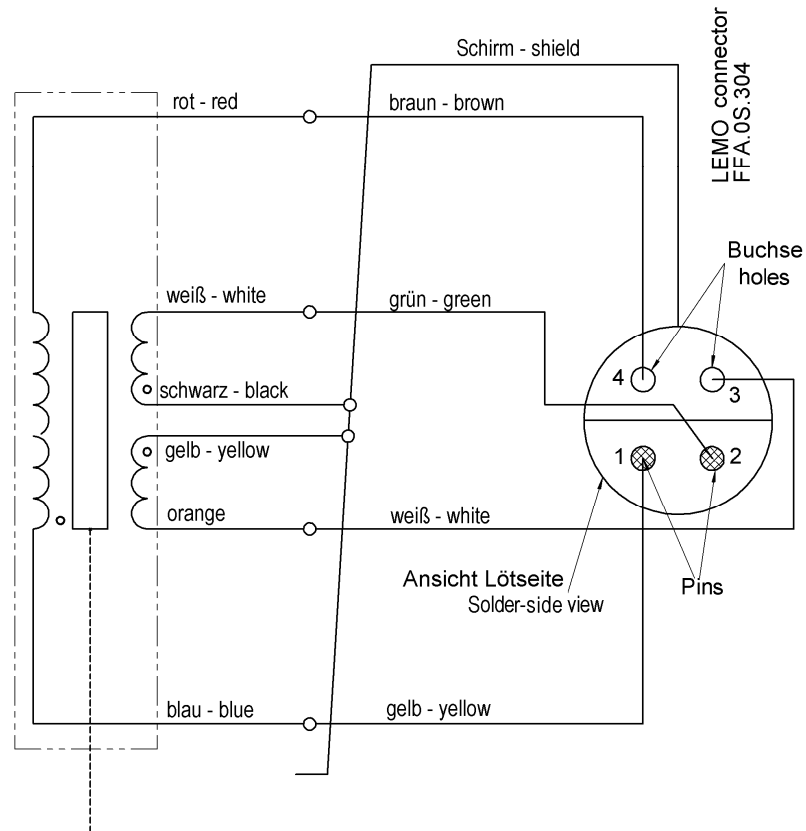 Schirm - shield
LEMO connector
FFA.0S.304
rot - red
braun - brown
Buchse
holes
weiß - white
grün - green
4
3
schwarz - black
gelb - yellow
1
2
orange
weiß - white
Ansicht Lötseite
Solder-side view
Pins
blau - blue
gelb - yellow